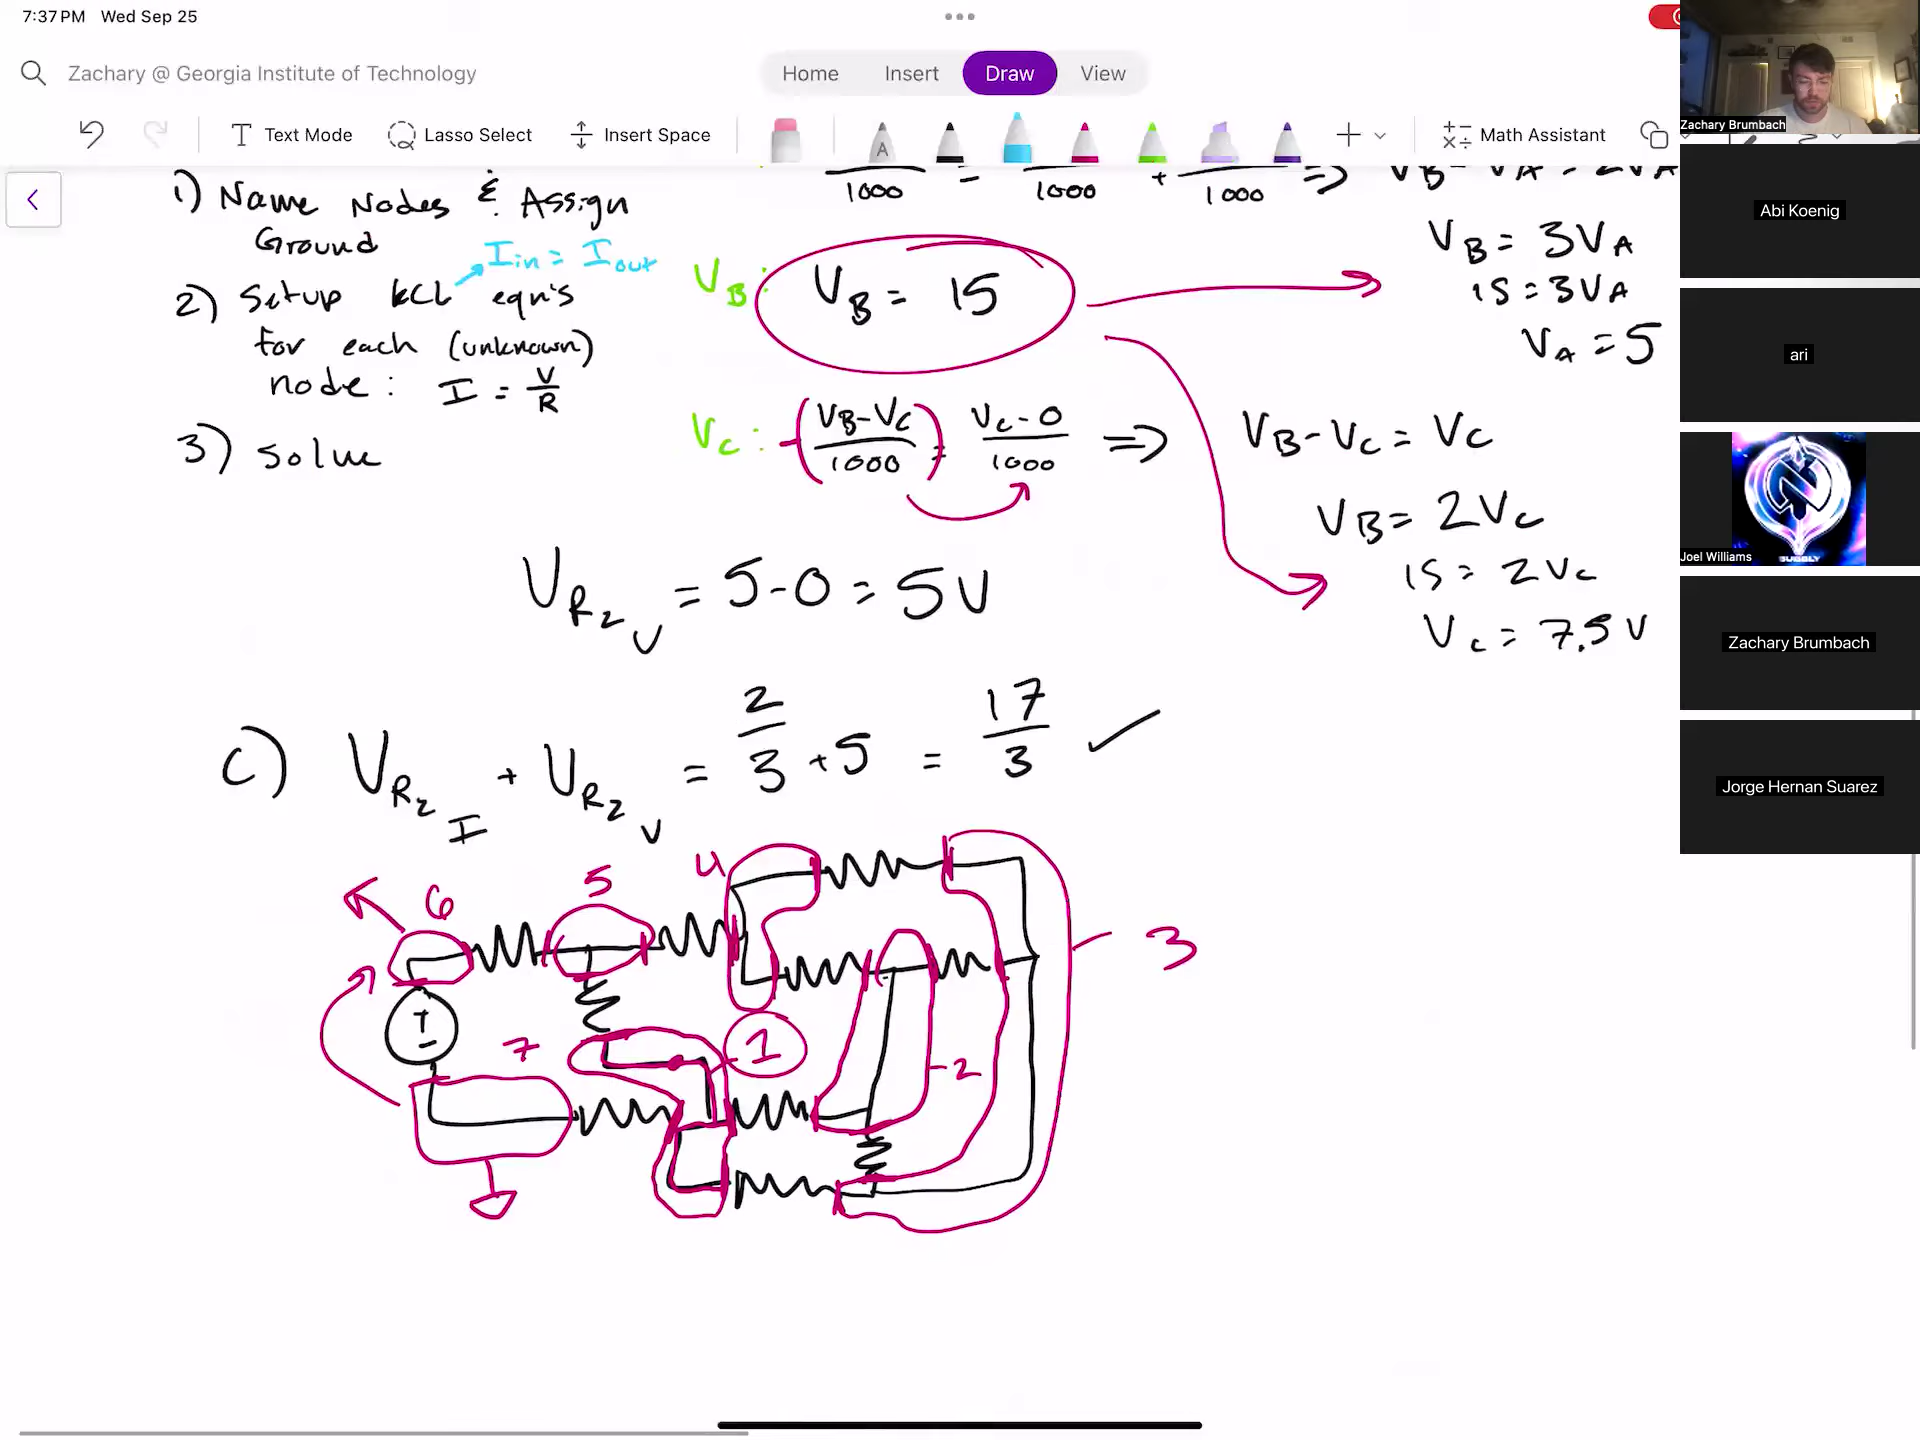 7:37 PM Wed Sep 25
Zachary @ Georgia Institute of Technology
Home Insert Draw View
Text Mode Lasso Select Insert Space A Math Assistant
1) Name Nodes & Assign
Ground
Iin = Iout
2) Setup KCL eqn's
for each (unknown)
node : I = V/R
3) Solve
1000 = 1000 + 1000 => VB - VA = 2VA
VB = 3VA
15 = 3VA
VA = 5
VB: VB = 15
VC: (VB-VC)/1000 = (VC-0)/1000 => VB-VC = VC
VB = 2VC
15 = 2VC
VC = 7.5 V
VR2V = 5-0 = 5V
C) VR2I + VR2V = 2/3 + 5 = 17/3 ✓
6
5
4
3
+
-
7
1
2
Zachary Brumbach
Abi Koenig
ari
Joel Williams
Zachary Brumbach
Jorge Hernan Suarez